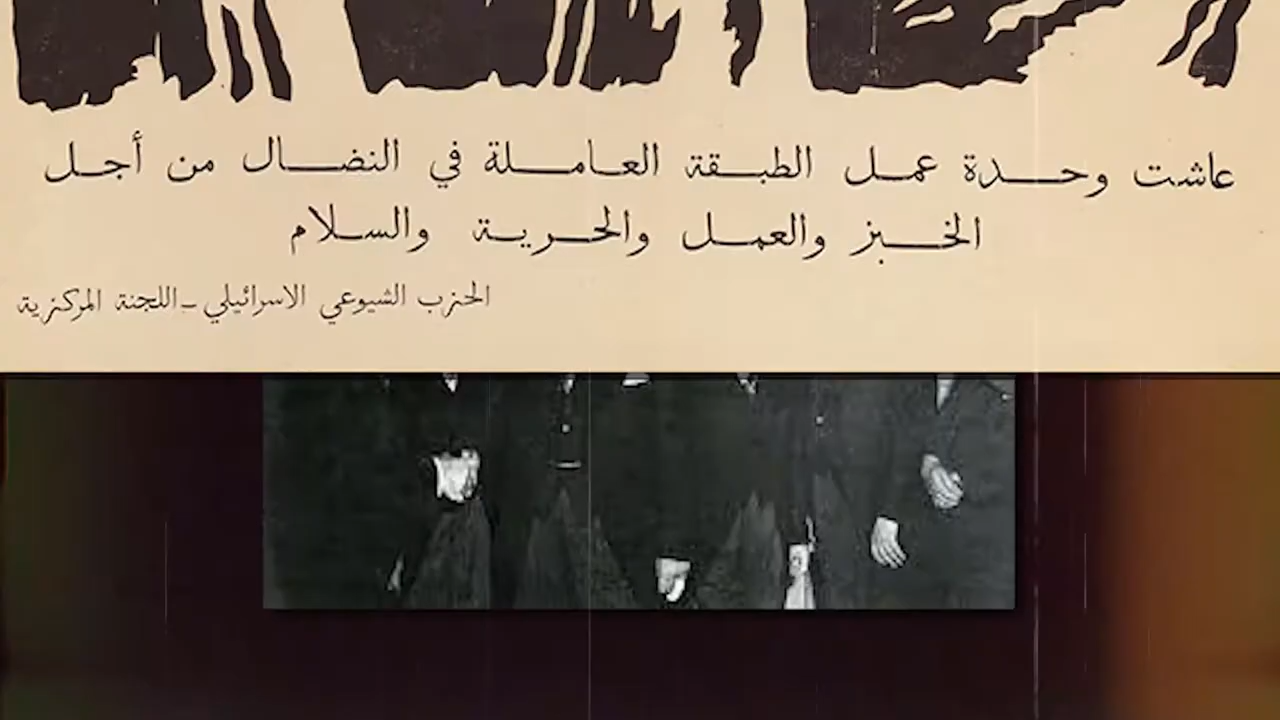 عاشت وحدة عمل الطبقة العاملة في النضال من أجل
الخبز والعمل والحرية والسلام
الحزب الشيوعي الاسرائيلي - اللجنة المركزية